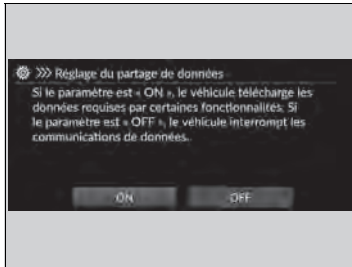 >>> Réglage du partage de données
Si le paramètre est « ON », le véhicule télécharge les
données requises par certaines fonctionnalités. Si
le paramètre est « OFF », le véhicule interrompt les
communications de données.
ON OFF